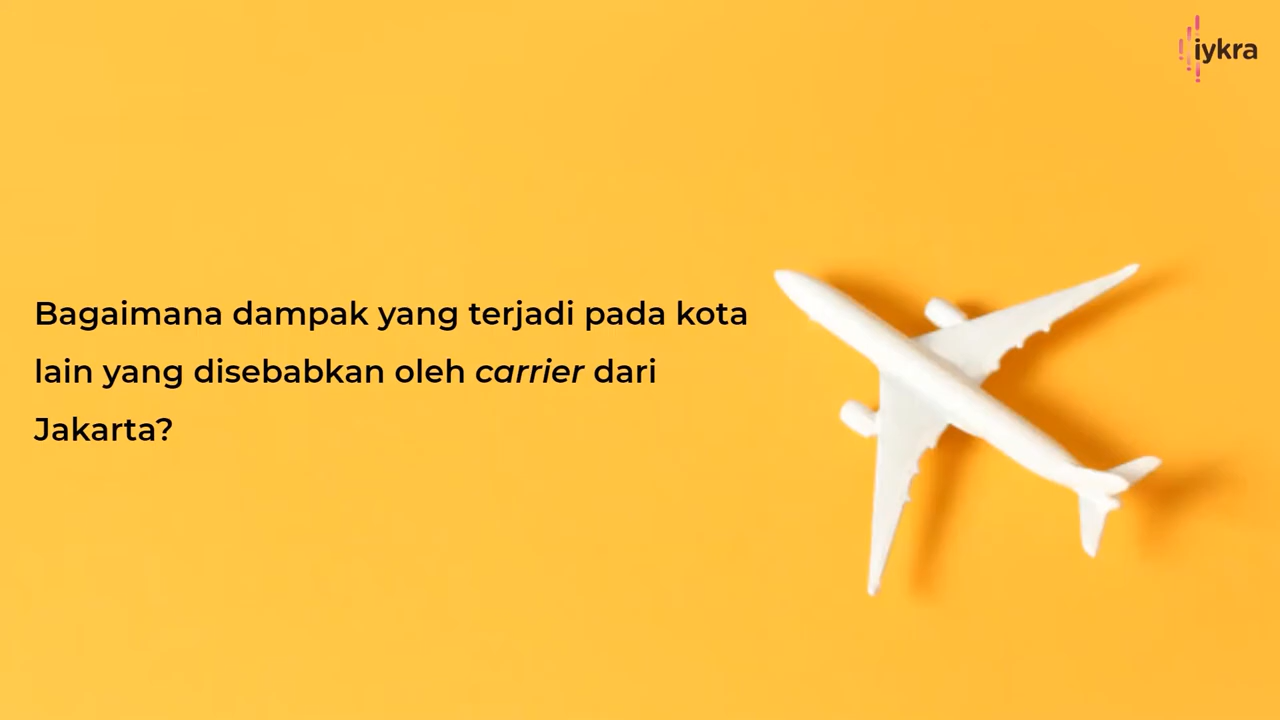 iykra
Bagaimana dampak yang terjadi pada kota
lain yang disebabkan oleh carrier dari
Jakarta?